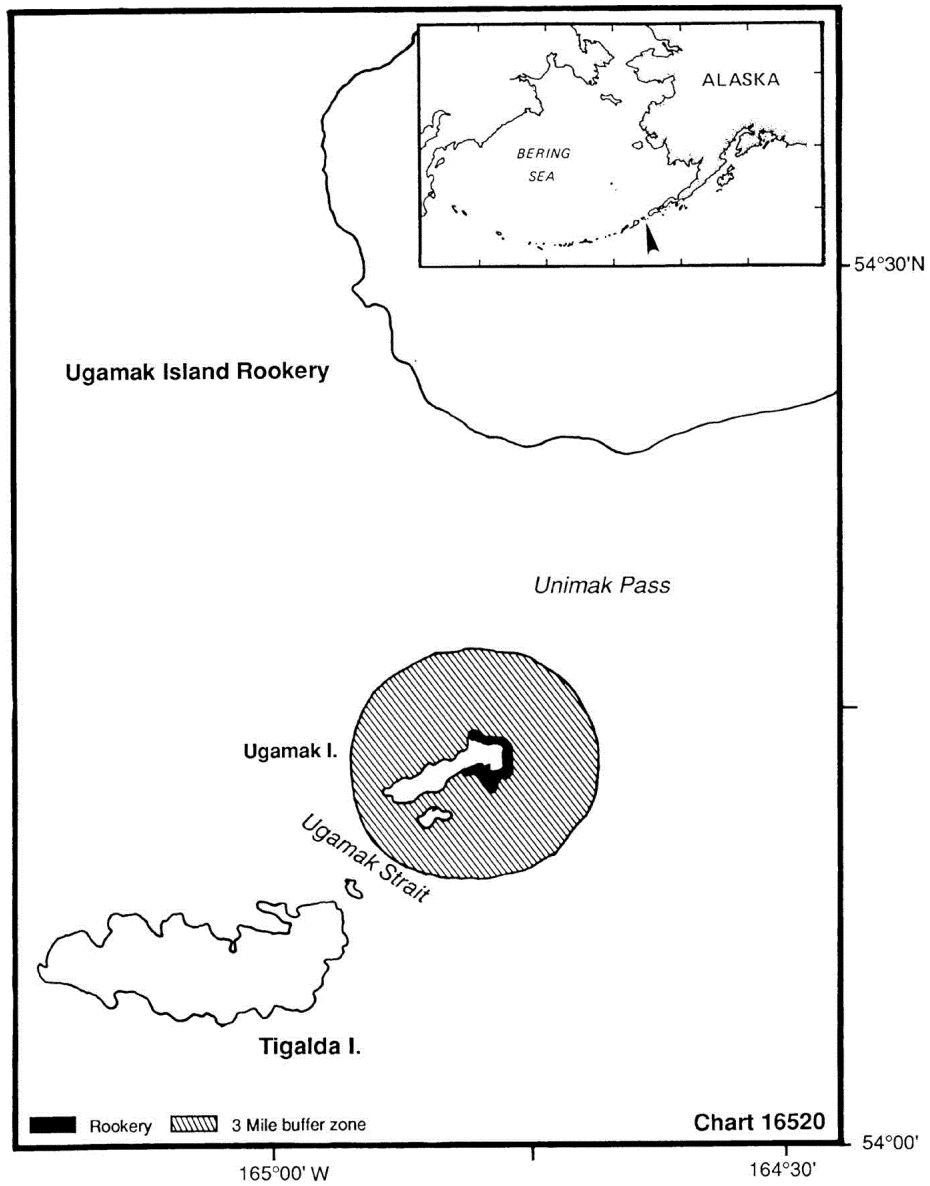 ALASKA
BERING
SEA
54°30'N
Ugamak Island Rookery
Unimak Pass
Ugamak I.
Ugamak Strait
Tigalda I.
Rookery
3 Mile buffer zone
Chart 16520
54°00'
165°00' W
164°30'